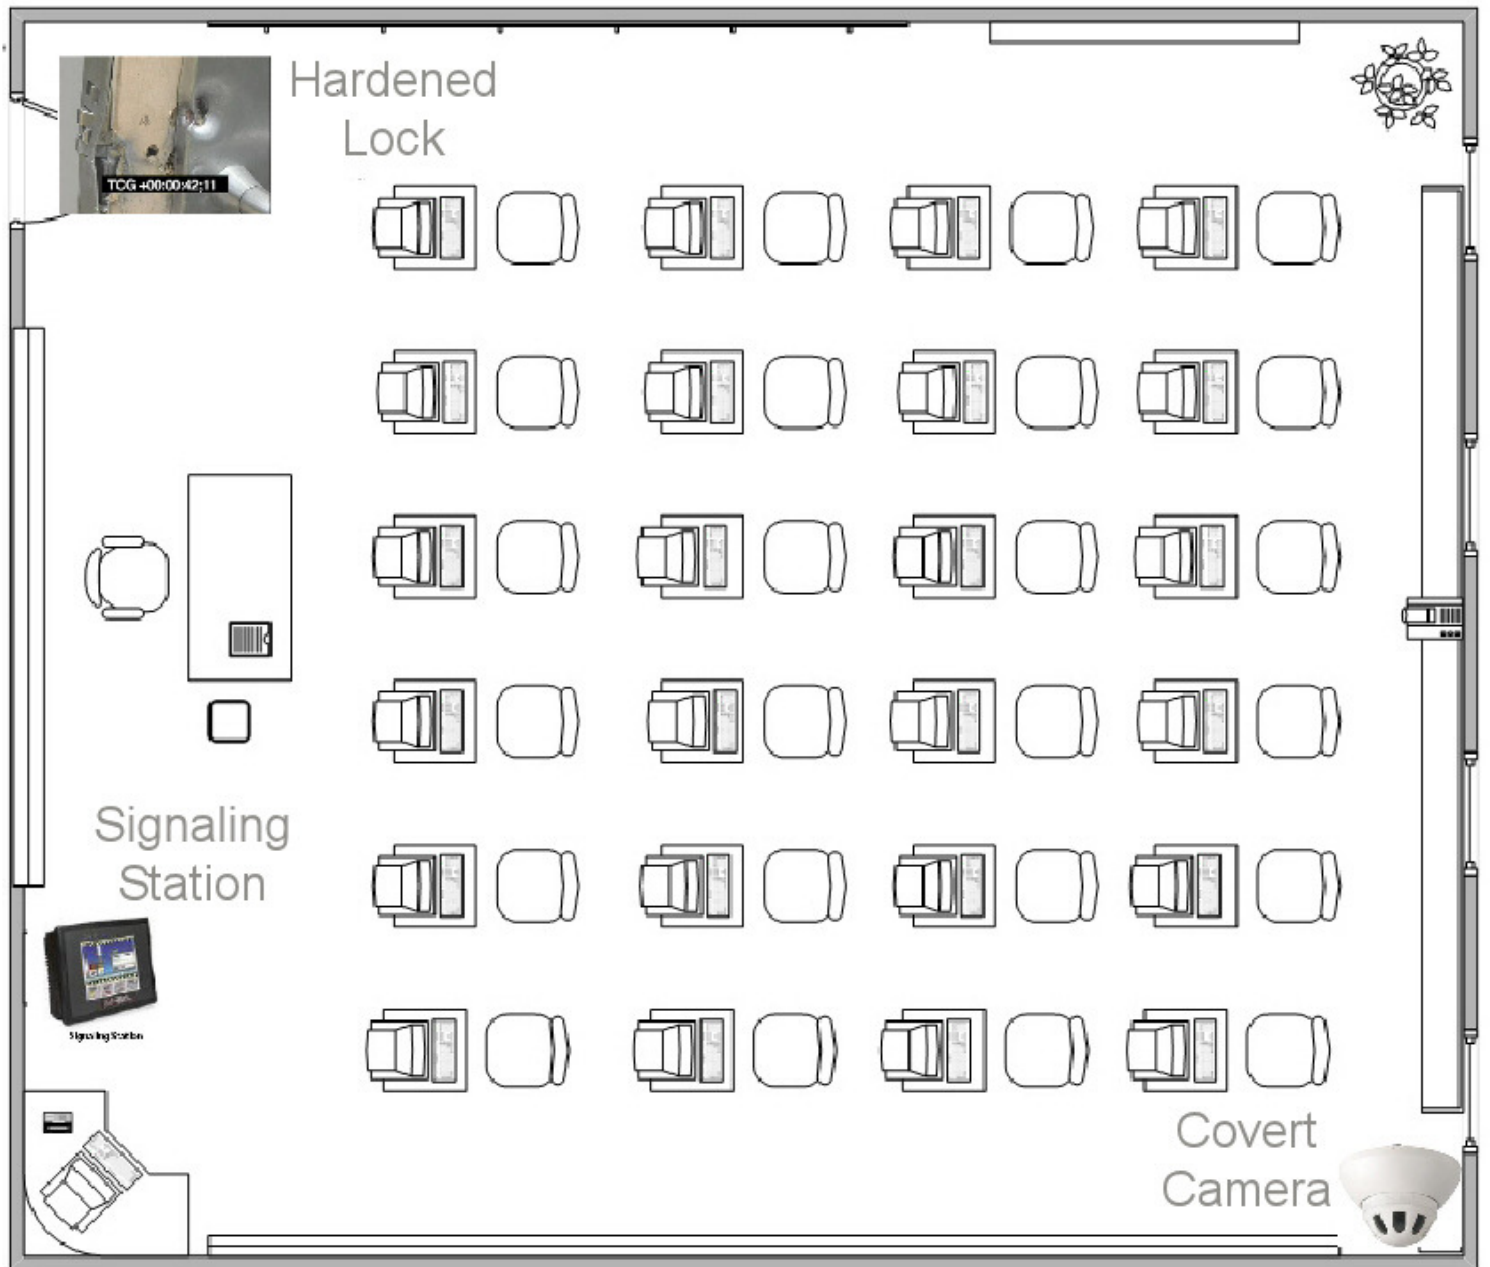 Hardened
Lock
TCG +00:00:42;11
Signaling
Station
Signaling Station
Covert
Camera